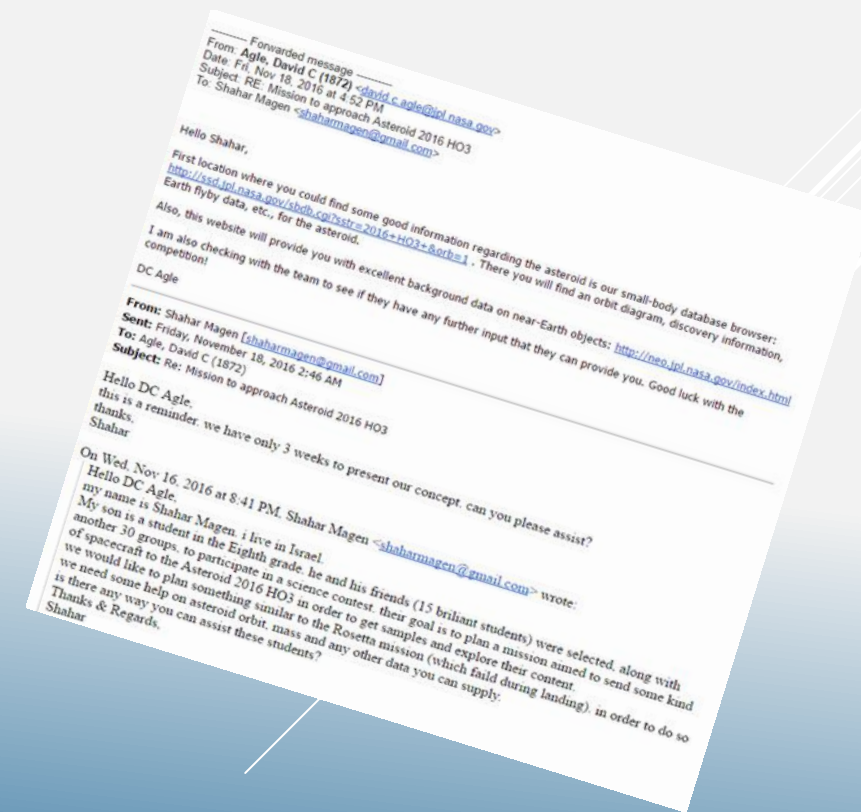 ---------- Forwarded message ----------
From: Agle, David C (1872) <david.c.agle@jpl.nasa.gov>
Date: Fri, Nov 18, 2016 at 4:52 PM
Subject: RE: Mission to approach Asteroid 2016 HO3
To: Shahar Magen <shaharmagen@gmail.com>
Hello Shahar,
First location where you could find some good information regarding the asteroid is our small-body database browser:
http://ssd.jpl.nasa.gov/sbdb.cgi?sstr=2016+HO3+&orb=1 . There you will find an orbit diagram, discovery information,
Earth flyby data, etc., for the asteroid.
Also, this website will provide you with excellent background data on near-Earth objects: http://neo.jpl.nasa.gov/index.html
I am also checking with the team to see if they have any further input that they can provide you. Good luck with the
competition!
DC Agle
From: Shahar Magen [shaharmagen@gmail.com]
Sent: Friday, November 18, 2016 2:46 AM
To: Agle, David C (1872)
Subject: Re: Mission to approach Asteroid 2016 HO3
Hello DC Agle,
this is a reminder. we have only 3 weeks to present our concept. can you please assist?
thanks.
Shahar
On Wed, Nov 16, 2016 at 8:41 PM, Shahar Magen <shaharmagen@gmail.com> wrote:
Hello DC Agle,
my name is Shahar Magen. i live in Israel.
My son is a student in the Eighth grade. he and his friends (15 briliant students) were selected, along with
another 30 groups, to participate in a science contest. their goal is to plan a mission aimed to send some kind
of spacecraft to the Asteroid 2016 HO3 in order to get samples and explore their content.
we would like to plan something similar to the Rosetta mission (which faild during landing). in order to do so
we need some help on asteroid orbit, mass and any other data you can supply.
is there any way you can assist these students?
Thanks & Regards,
Shahar